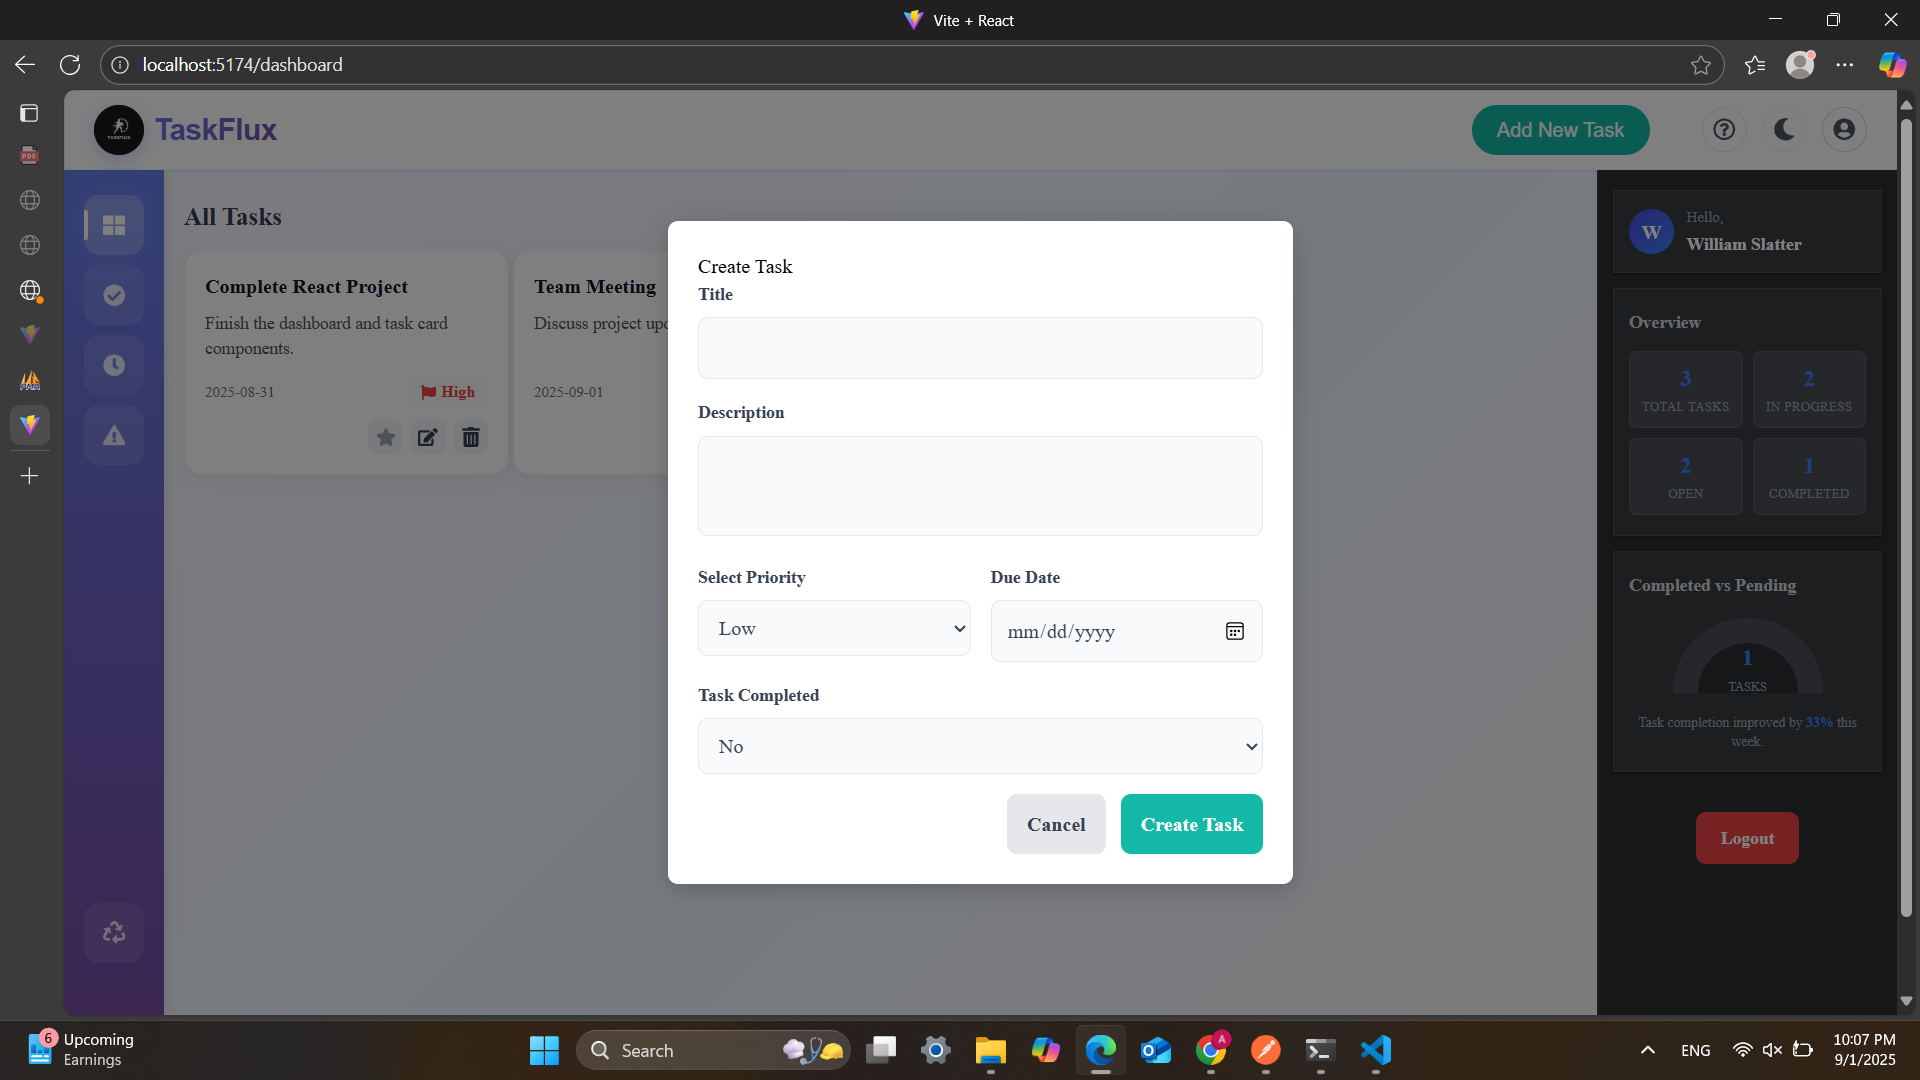 Vite + React
localhost:5174/dashboard
TaskFlux
Add New Task
All Tasks
Complete React Project
Finish the dashboard and task card
components.
2025-08-31
High
Team Meeting
Discuss project upd
2025-09-01
Create Task
Title
Description
Select Priority
Due Date
Low
mm/dd/yyyy
Task Completed
No
Cancel
Create Task
W
Hello,
William Slatter
Overview
3
TOTAL TASKS
2
IN PROGRESS
2
OPEN
1
COMPLETED
Completed vs Pending
1
TASKS
Task completion improved by 33% this
week.
Logout
PDF
6
Upcoming
Earnings
Search
A
ENG
10:07 PM
9/1/2025